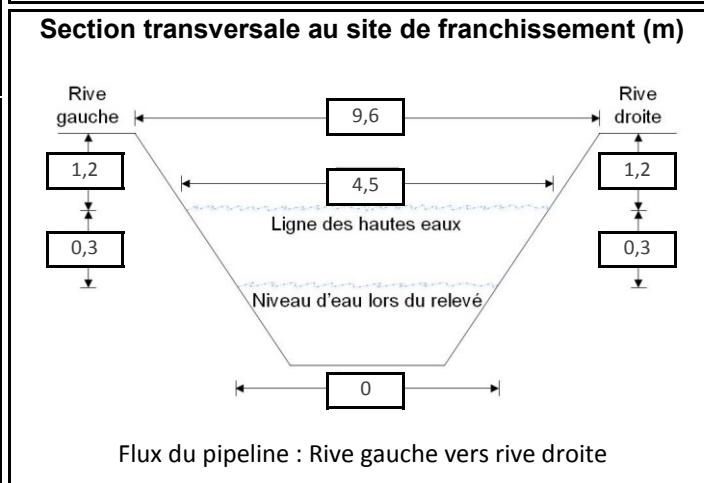 Section transversale au site de franchissement (m)
Rive gauche
9,6
Rive droite
1,2
4,5
1,2
Ligne des hautes eaux
0,3
0,3
Niveau d'eau lors du relevé
0
Flux du pipeline : Rive gauche vers rive droite